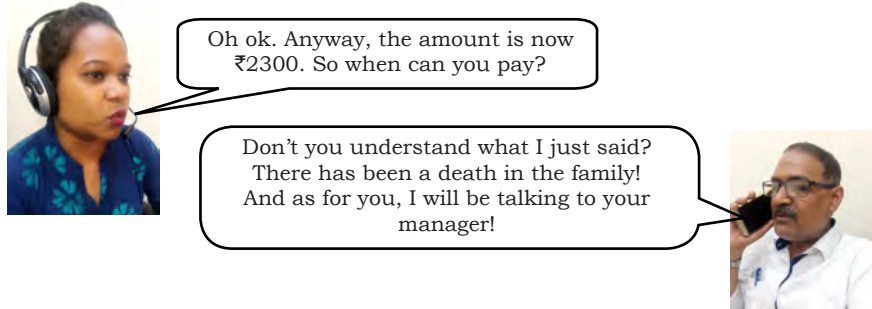 Oh ok. Anyway, the amount is now
₹2300. So when can you pay?
Don’t you understand what I just said?
There has been a death in the family!
And as for you, I will be talking to your
manager!